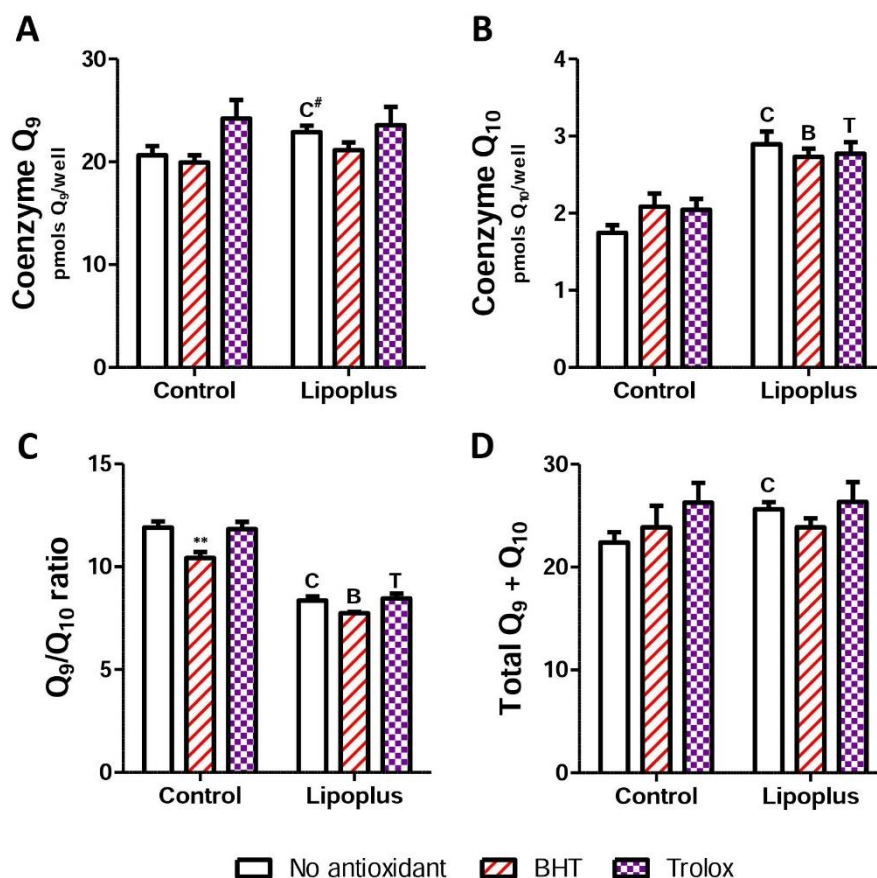 A
Coenzyme Q9
pmols Q9/well
30
20
10
0
C#
Control
Lipoplus
B
Coenzyme Q10
pmols Q10/well
4
3
2
1
0
C
B
T
Control
Lipoplus
C
Q9/Q10 ratio
15
10
5
0
**
C
B
T
Control
Lipoplus
D
Total Q9 + Q10
30
20
10
0
C
Control
Lipoplus
No antioxidant BHT Trolox